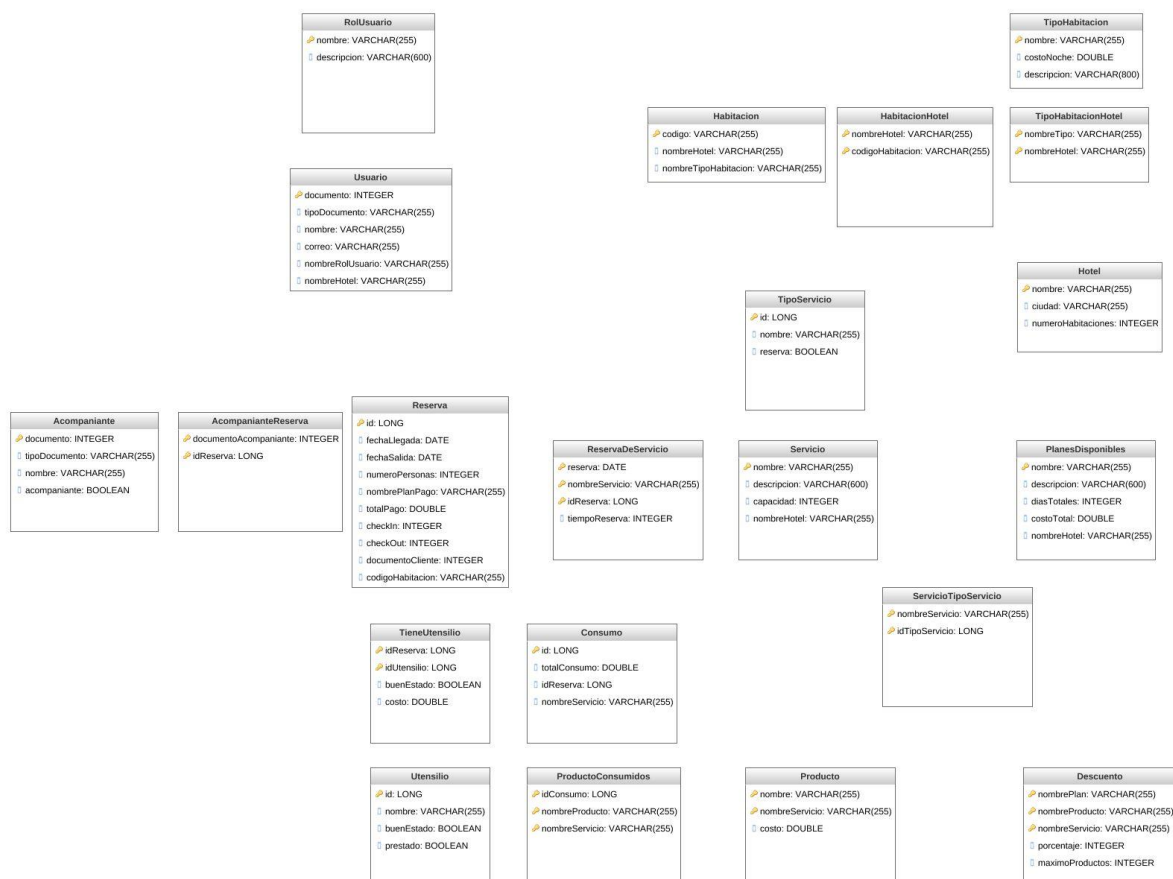 RolUsuario
nombre: VARCHAR(255)
descripcion: VARCHAR(600)
TipoHabitacion
nombre: VARCHAR(255)
costoNoche: DOUBLE
descripcion: VARCHAR(800)
Habitacion
codigo: VARCHAR(255)
nombreHotel: VARCHAR(255)
nombreTipoHabitacion: VARCHAR(255)
HabitacionHotel
nombreHotel: VARCHAR(255)
codigoHabitacion: VARCHAR(255)
TipoHabitacionHotel
nombreTipo: VARCHAR(255)
nombreHotel: VARCHAR(255)
Usuario
documento: INTEGER
tipoDocumento: VARCHAR(255)
nombre: VARCHAR(255)
correo: VARCHAR(255)
nombreRolUsuario: VARCHAR(255)
nombreHotel: VARCHAR(255)
Hotel
nombre: VARCHAR(255)
ciudad: VARCHAR(255)
numeroHabitaciones: INTEGER
TipoServicio
id: LONG
nombre: VARCHAR(255)
reserva: BOOLEAN
Acompaniante
documento: INTEGER
tipoDocumento: VARCHAR(255)
nombre: VARCHAR(255)
acompaniante: BOOLEAN
AcompanianteReserva
documentoAcompaniante: INTEGER
idReserva: LONG
Reserva
id: LONG
fechaLlegada: DATE
fechaSalida: DATE
numeroPersonas: INTEGER
nombrePlanPago: VARCHAR(255)
totalPago: DOUBLE
checkIn: INTEGER
checkOut: INTEGER
documentoCliente: INTEGER
codigoHabitacion: VARCHAR(255)
ReservaDeServicio
reserva: DATE
nombreServicio: VARCHAR(255)
idReserva: LONG
tiempoReserva: INTEGER
Servicio
nombre: VARCHAR(255)
descripcion: VARCHAR(600)
capacidad: INTEGER
nombreHotel: VARCHAR(255)
PlanesDisponibles
nombre: VARCHAR(255)
descripcion: VARCHAR(600)
diasTotales: INTEGER
costoTotal: DOUBLE
nombreHotel: VARCHAR(255)
ServicioTipoServicio
nombreServicio: VARCHAR(255)
idTipoServicio: LONG
TieneUtensilio
idReserva: LONG
idUtensilio: LONG
buenEstado: BOOLEAN
costo: DOUBLE
Consumo
id: LONG
totalConsumo: DOUBLE
idReserva: LONG
nombreServicio: VARCHAR(255)
Utensilio
id: LONG
nombre: VARCHAR(255)
buenEstado: BOOLEAN
prestado: BOOLEAN
ProductoConsumidos
idConsumo: LONG
nombreProducto: VARCHAR(255)
nombreServicio: VARCHAR(255)
Producto
nombre: VARCHAR(255)
nombreServicio: VARCHAR(255)
costo: DOUBLE
Descuento
nombrePlan: VARCHAR(255)
nombreProducto: VARCHAR(255)
nombreServicio: VARCHAR(255)
porcentaje: INTEGER
maximoProductos: INTEGER